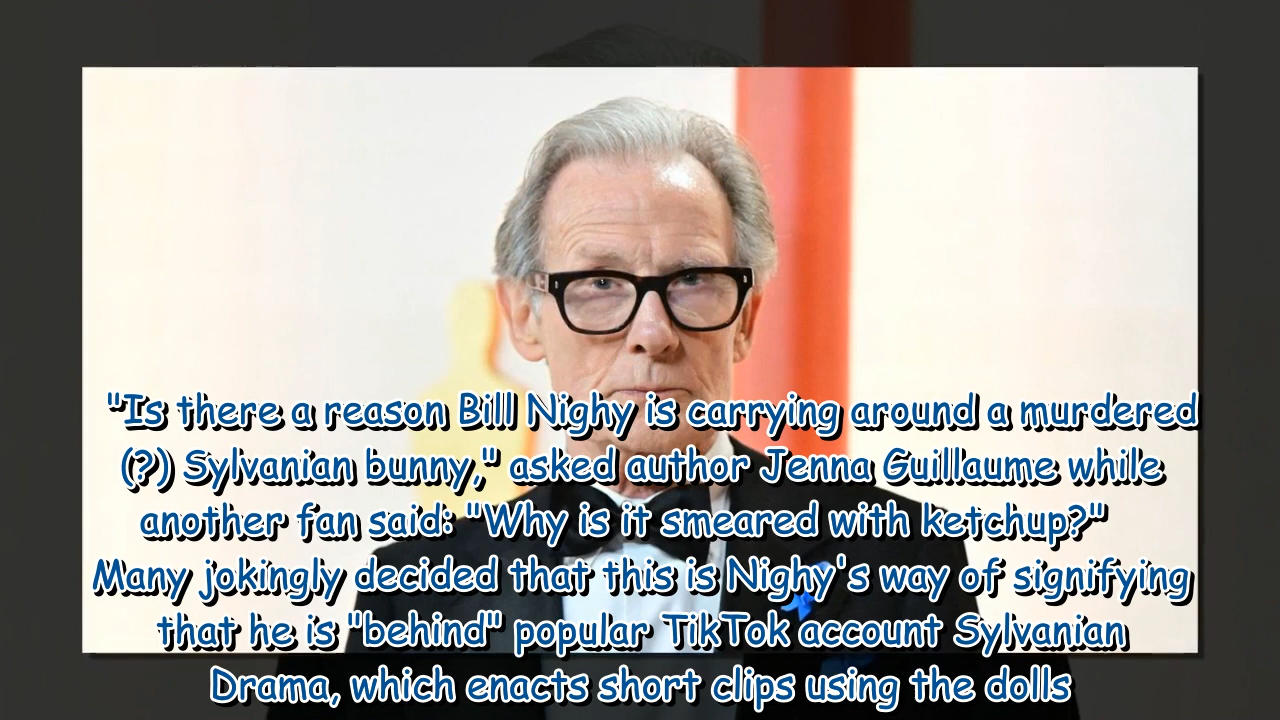 "Is there a reason Bill Nighy is carrying around a murdered
(?) Sylvanian bunny," asked author Jenna Guillaume while
another fan said: "Why is it smeared with ketchup?"
Many jokingly decided that this is Nighy's way of signifying
that he is "behind" popular TikTok account Sylvanian
Drama, which enacts short clips using the dolls